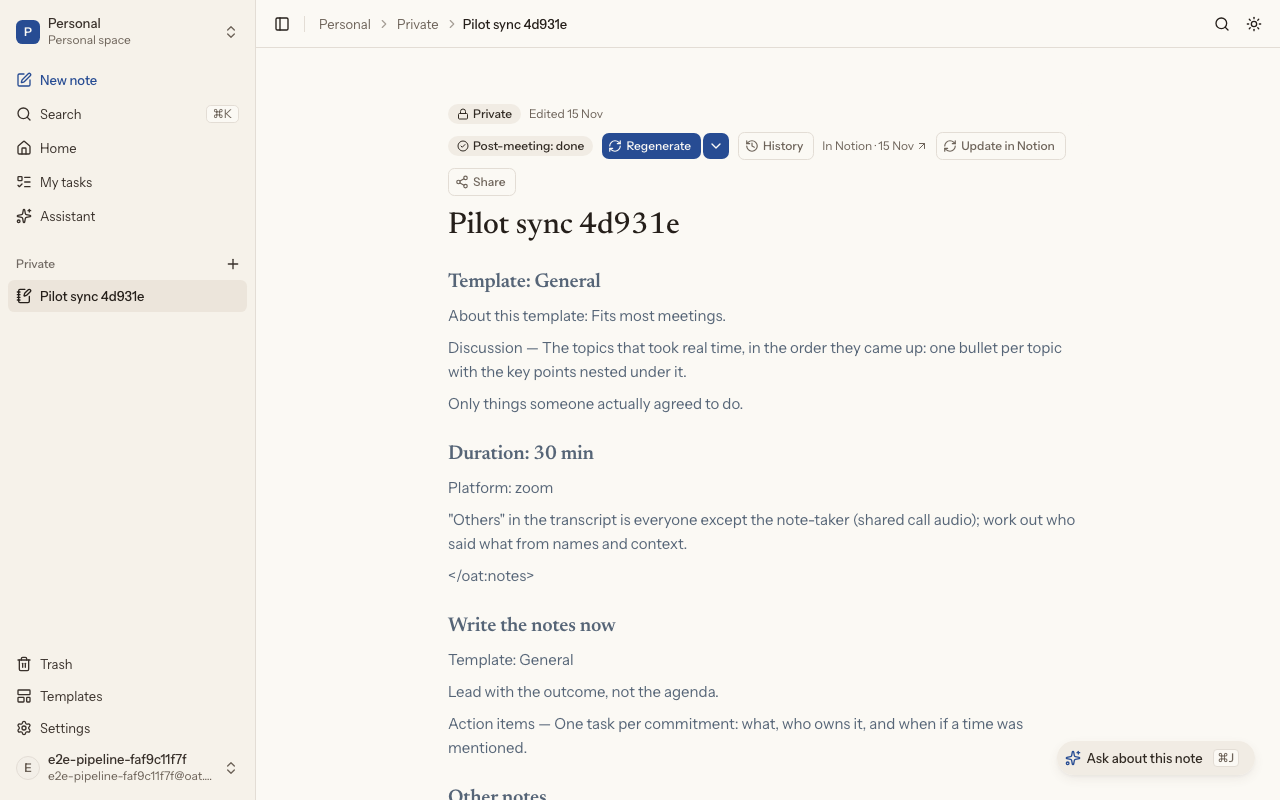 P
Personal
Personal space
New note
Search
⌘K
Home
My tasks
Assistant
Private
Pilot sync 4d931e
Trash
Templates
Settings
E
e2e-pipeline-faf9c11f7f
e2e-pipeline-faf9c11f7f@oat....
Personal
Private
Pilot sync 4d931e
Private
Edited 15 Nov
Post-meeting: done
Regenerate
History
In Notion · 15 Nov ↗
Update in Notion
Share
Pilot sync 4d931e
Template: General
About this template: Fits most meetings.
Discussion — The topics that took real time, in the order they came up: one bullet per topic
with the key points nested under it.
Only things someone actually agreed to do.
Duration: 30 min
Platform: zoom
"Others" in the transcript is everyone except the note-taker (shared call audio); work out who
said what from names and context.
</oat:notes>
Write the notes now
Template: General
Lead with the outcome, not the agenda.
Action items — One task per commitment: what, who owns it, and when if a time was
mentioned.
Other notes
Ask about this note
⌘J